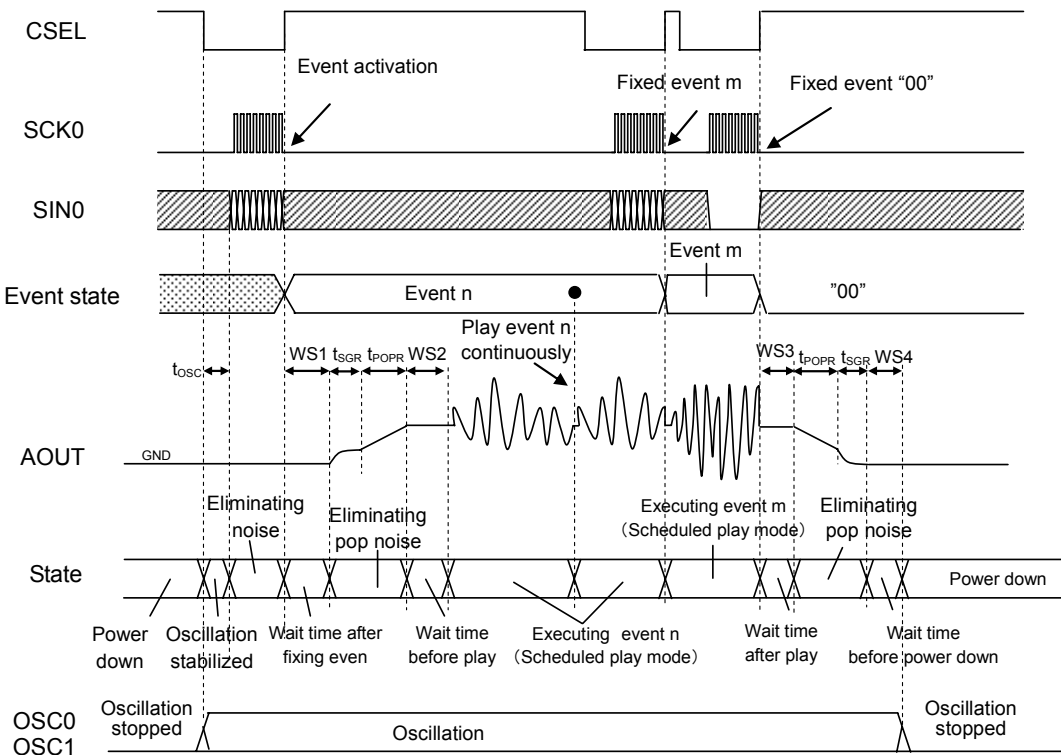 CSEL
Event activation
Fixed event m
Fixed event “00”
SCK0
SIN0
Event m
Event state
Event n
”00”
Play event n
continuously
tOSC
WS1
tSGR
tPOPR
WS2
WS3
tPOPR
tSGR
WS4
AOUT
GND
Eliminating
noise
Eliminating
pop noise
Executing event m
（Scheduled play mode）
Eliminating
pop noise
State
Power down
Power
down
Oscillation
stabilized
Wait time after
fixing even
Wait time
before play
Executing event n
（Scheduled play mode）
Wait time
after play
Wait time
before power down
OSC0
OSC1
Oscillation
stopped
Oscillation
Oscillation
stopped